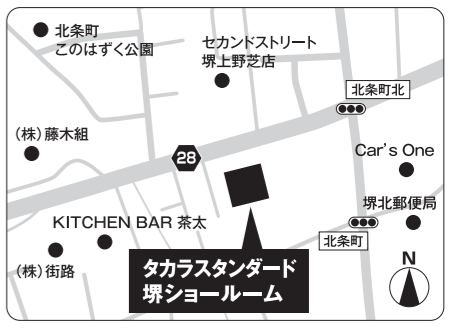 北条町
このはずく公園
セカンドストリート
堺上野芝店
北条町北
(株)藤木組
28
Car's One
堺北郵便局
KITCHEN BAR 茶太
北条町
(株)街路
タカラスタンダード
堺ショールーム
N